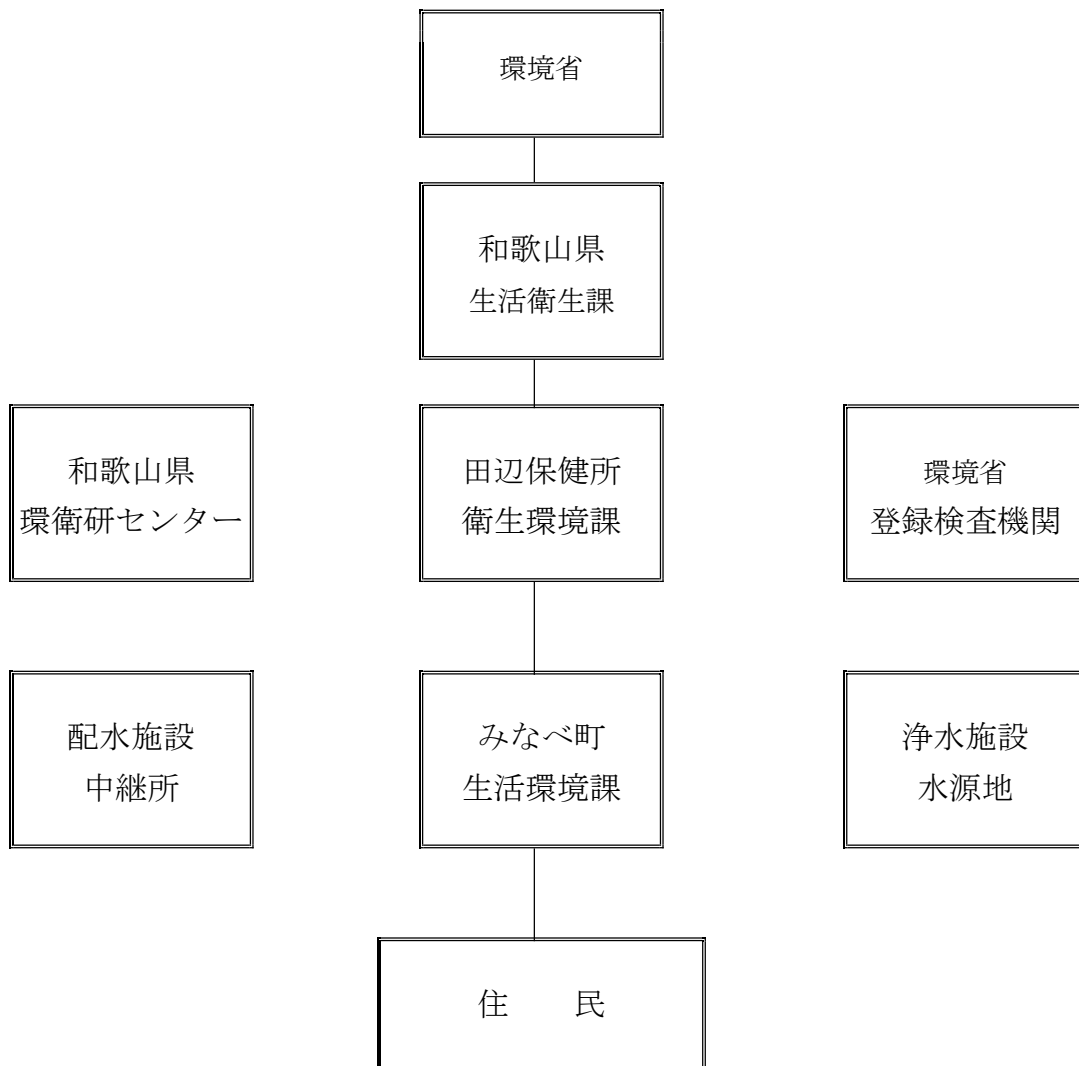 環境省
和歌山県
生活衛生課
和歌山県
環衛研センター
田辺保健所
衛生環境課
環境省
登録検査機関
配水施設
中継所
みなべ町
生活環境課
浄水施設
水源地
住　　民